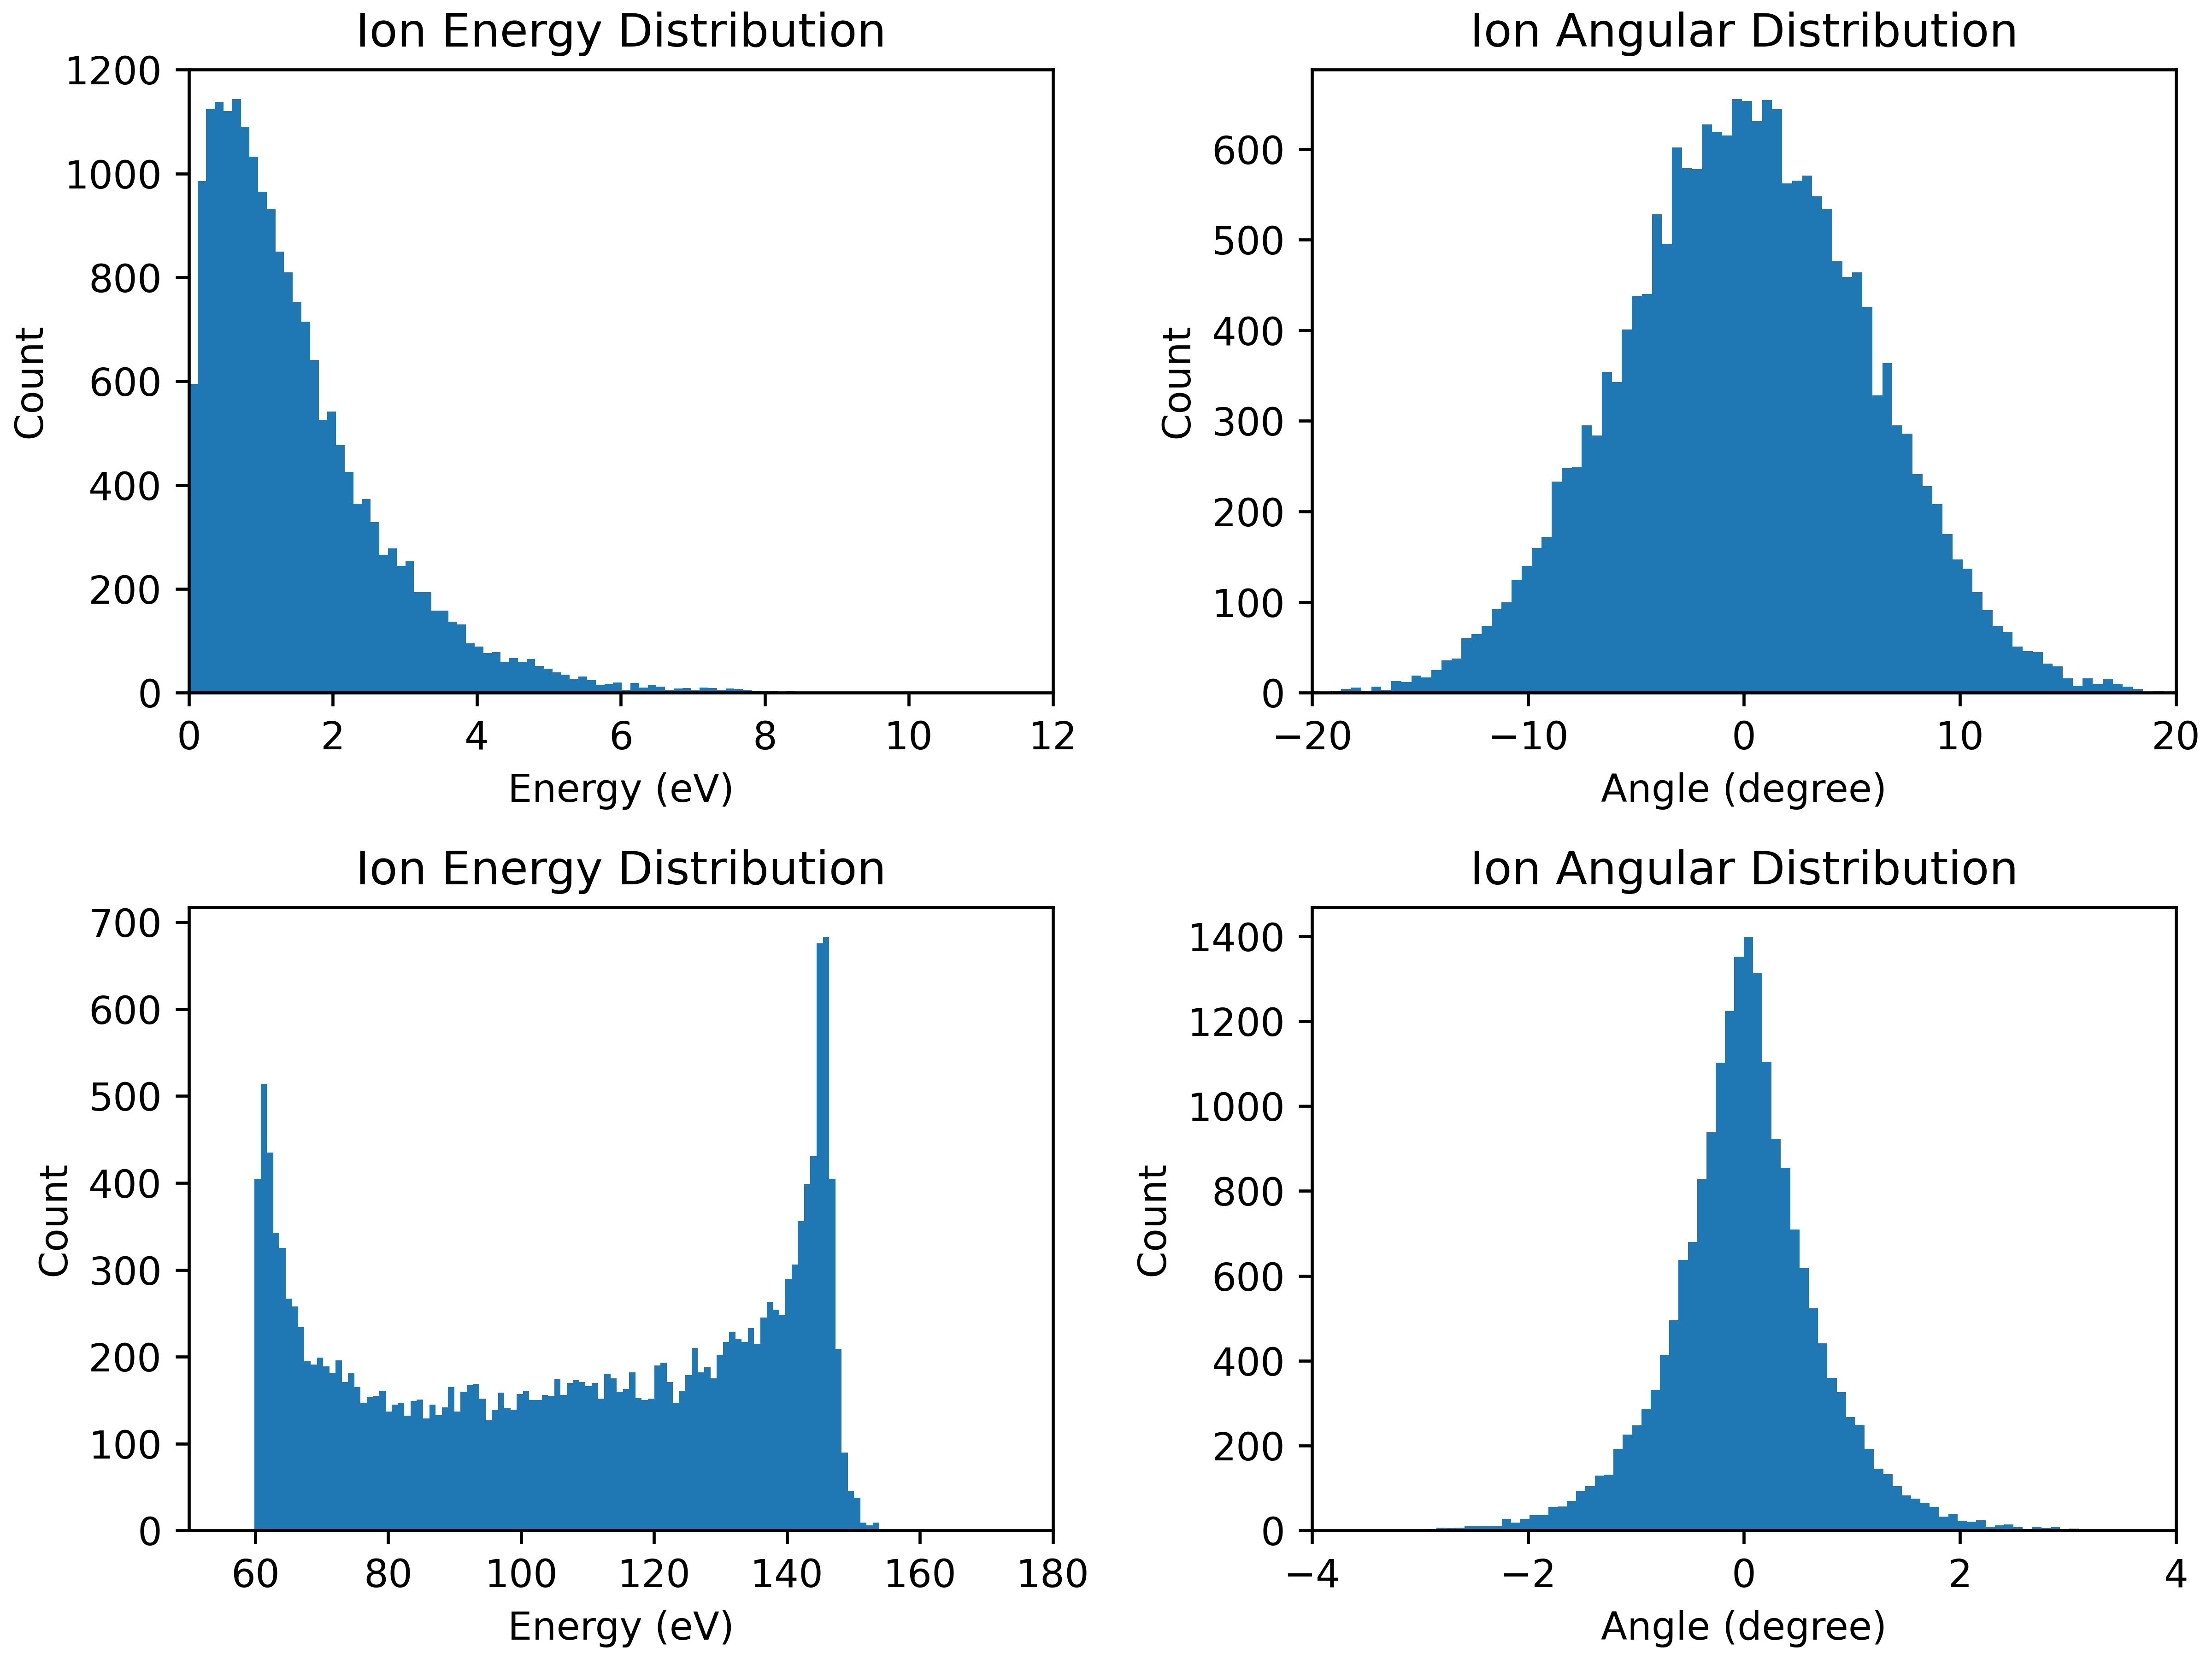 Ion Energy Distribution
1200
1000
800
600
400
200
0
0 2 4 6 8 10 12
Count
Energy (eV)
Ion Angular Distribution
600
500
400
300
200
100
0
−20 −10 0 10 20
Count
Angle (degree)
Ion Energy Distribution
700
600
500
400
300
200
100
0
60 80 100 120 140 160 180
Count
Energy (eV)
Ion Angular Distribution
1400
1200
1000
800
600
400
200
0
−4 −2 0 2 4
Count
Angle (degree)